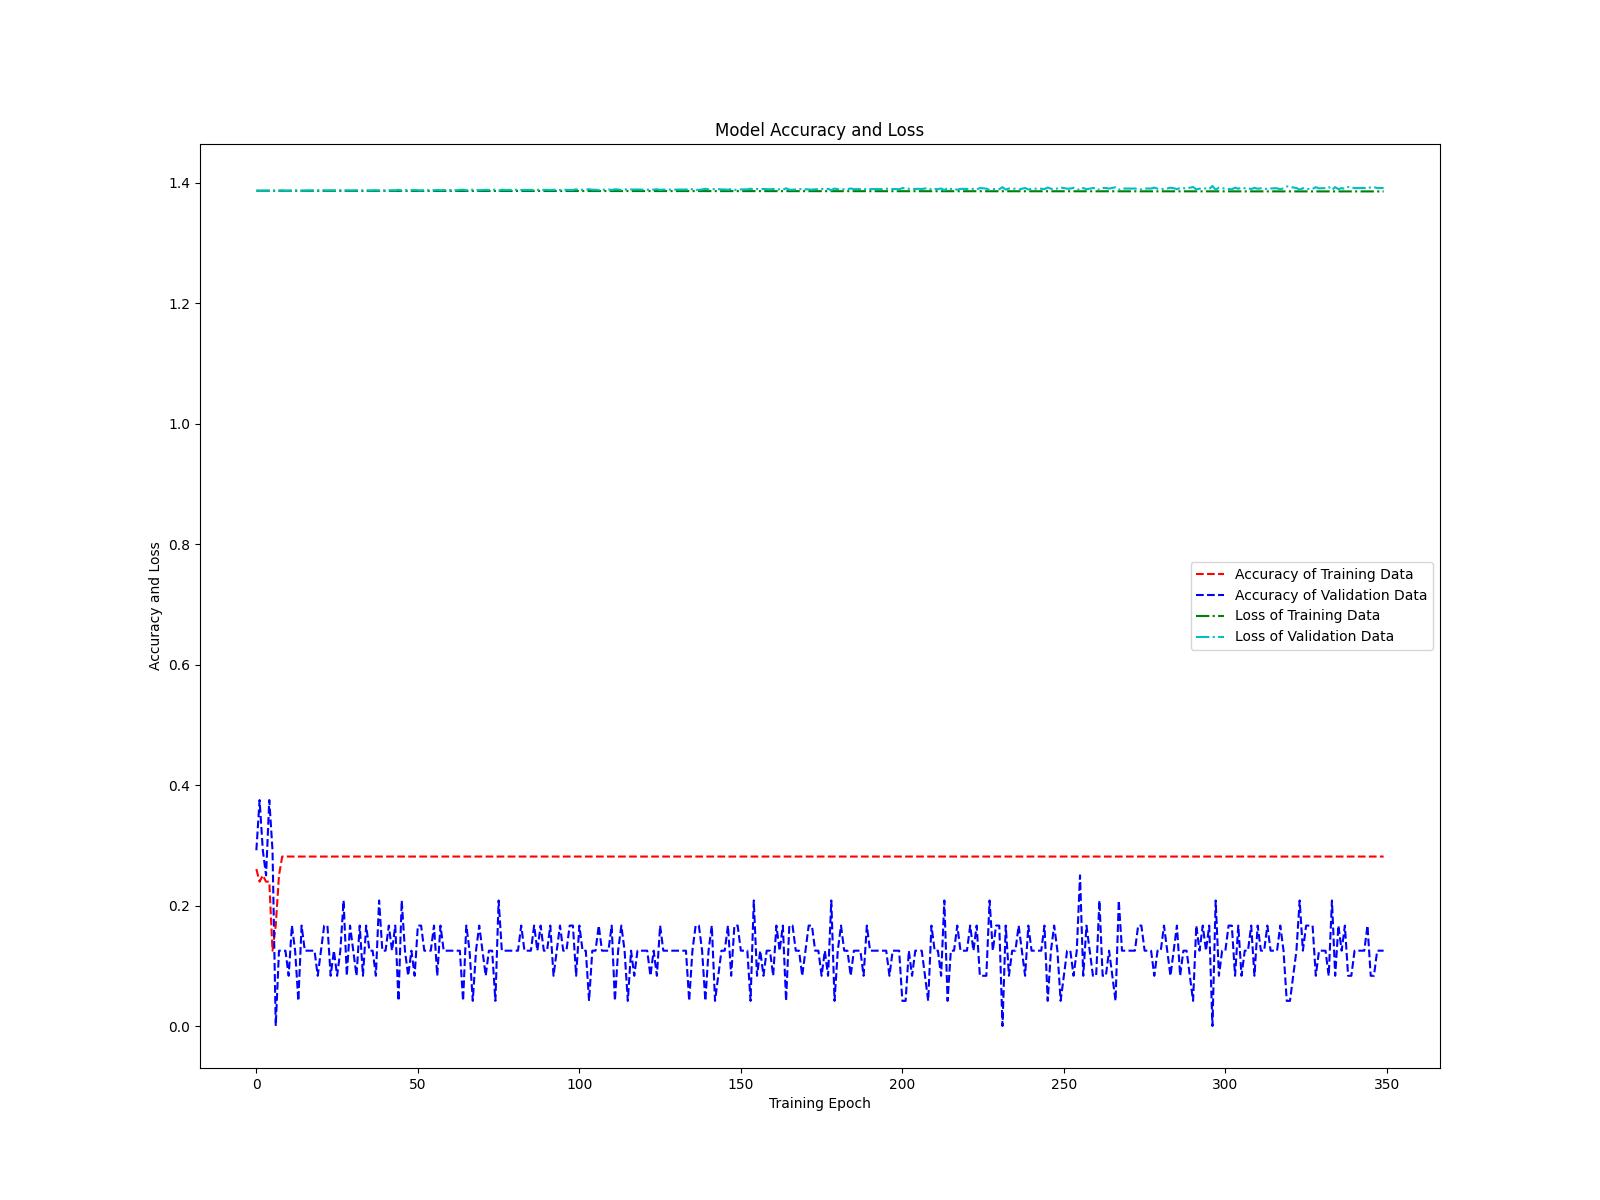 Model Accuracy and Loss
1.4
1.2
1.0
0.8
0.6
0.4
0.2
0.0
Accuracy and Loss
Accuracy of Training Data
Accuracy of Validation Data
Loss of Training Data
Loss of Validation Data
0 50 100 150 200 250 300 350
Training Epoch